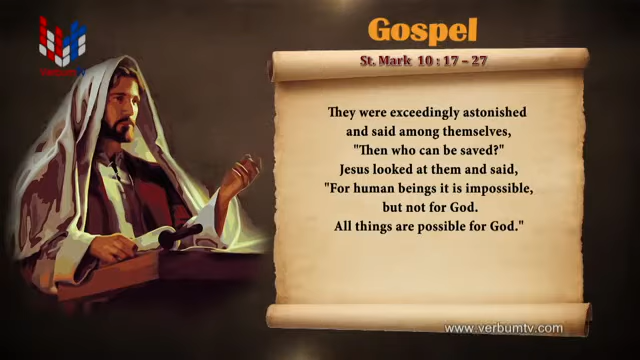 VerbumTv
Gospel
St. Mark 10 : 17 – 27
They were exceedingly astonished
and said among themselves,
"Then who can be saved?"
Jesus looked at them and said,
"For human beings it is impossible,
but not for God.
All things are possible for God."
www.verbumtv.com